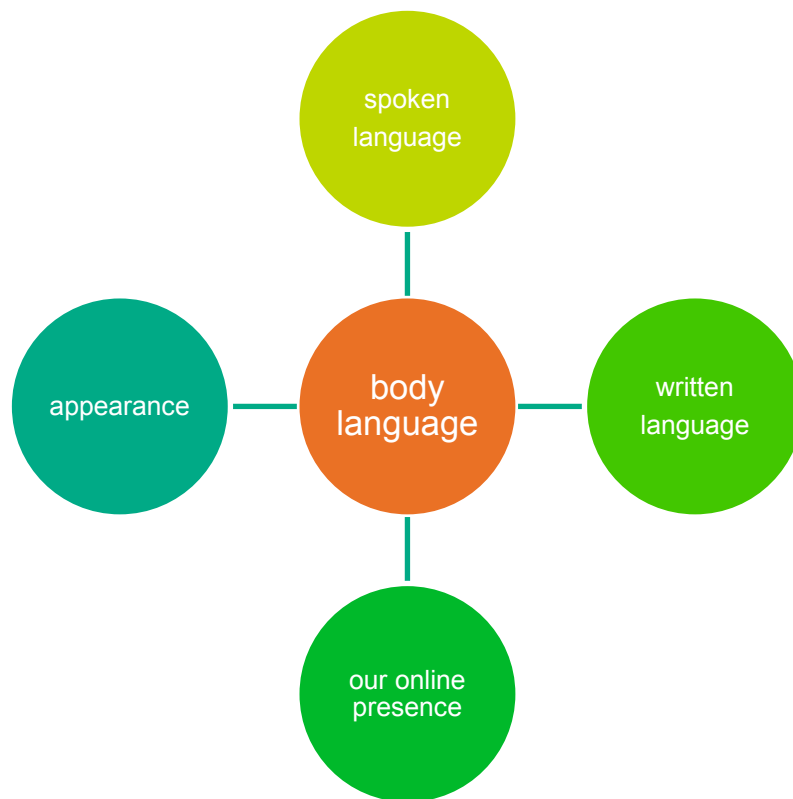 spoken
language
appearance
body
language
written
language
our online
presence